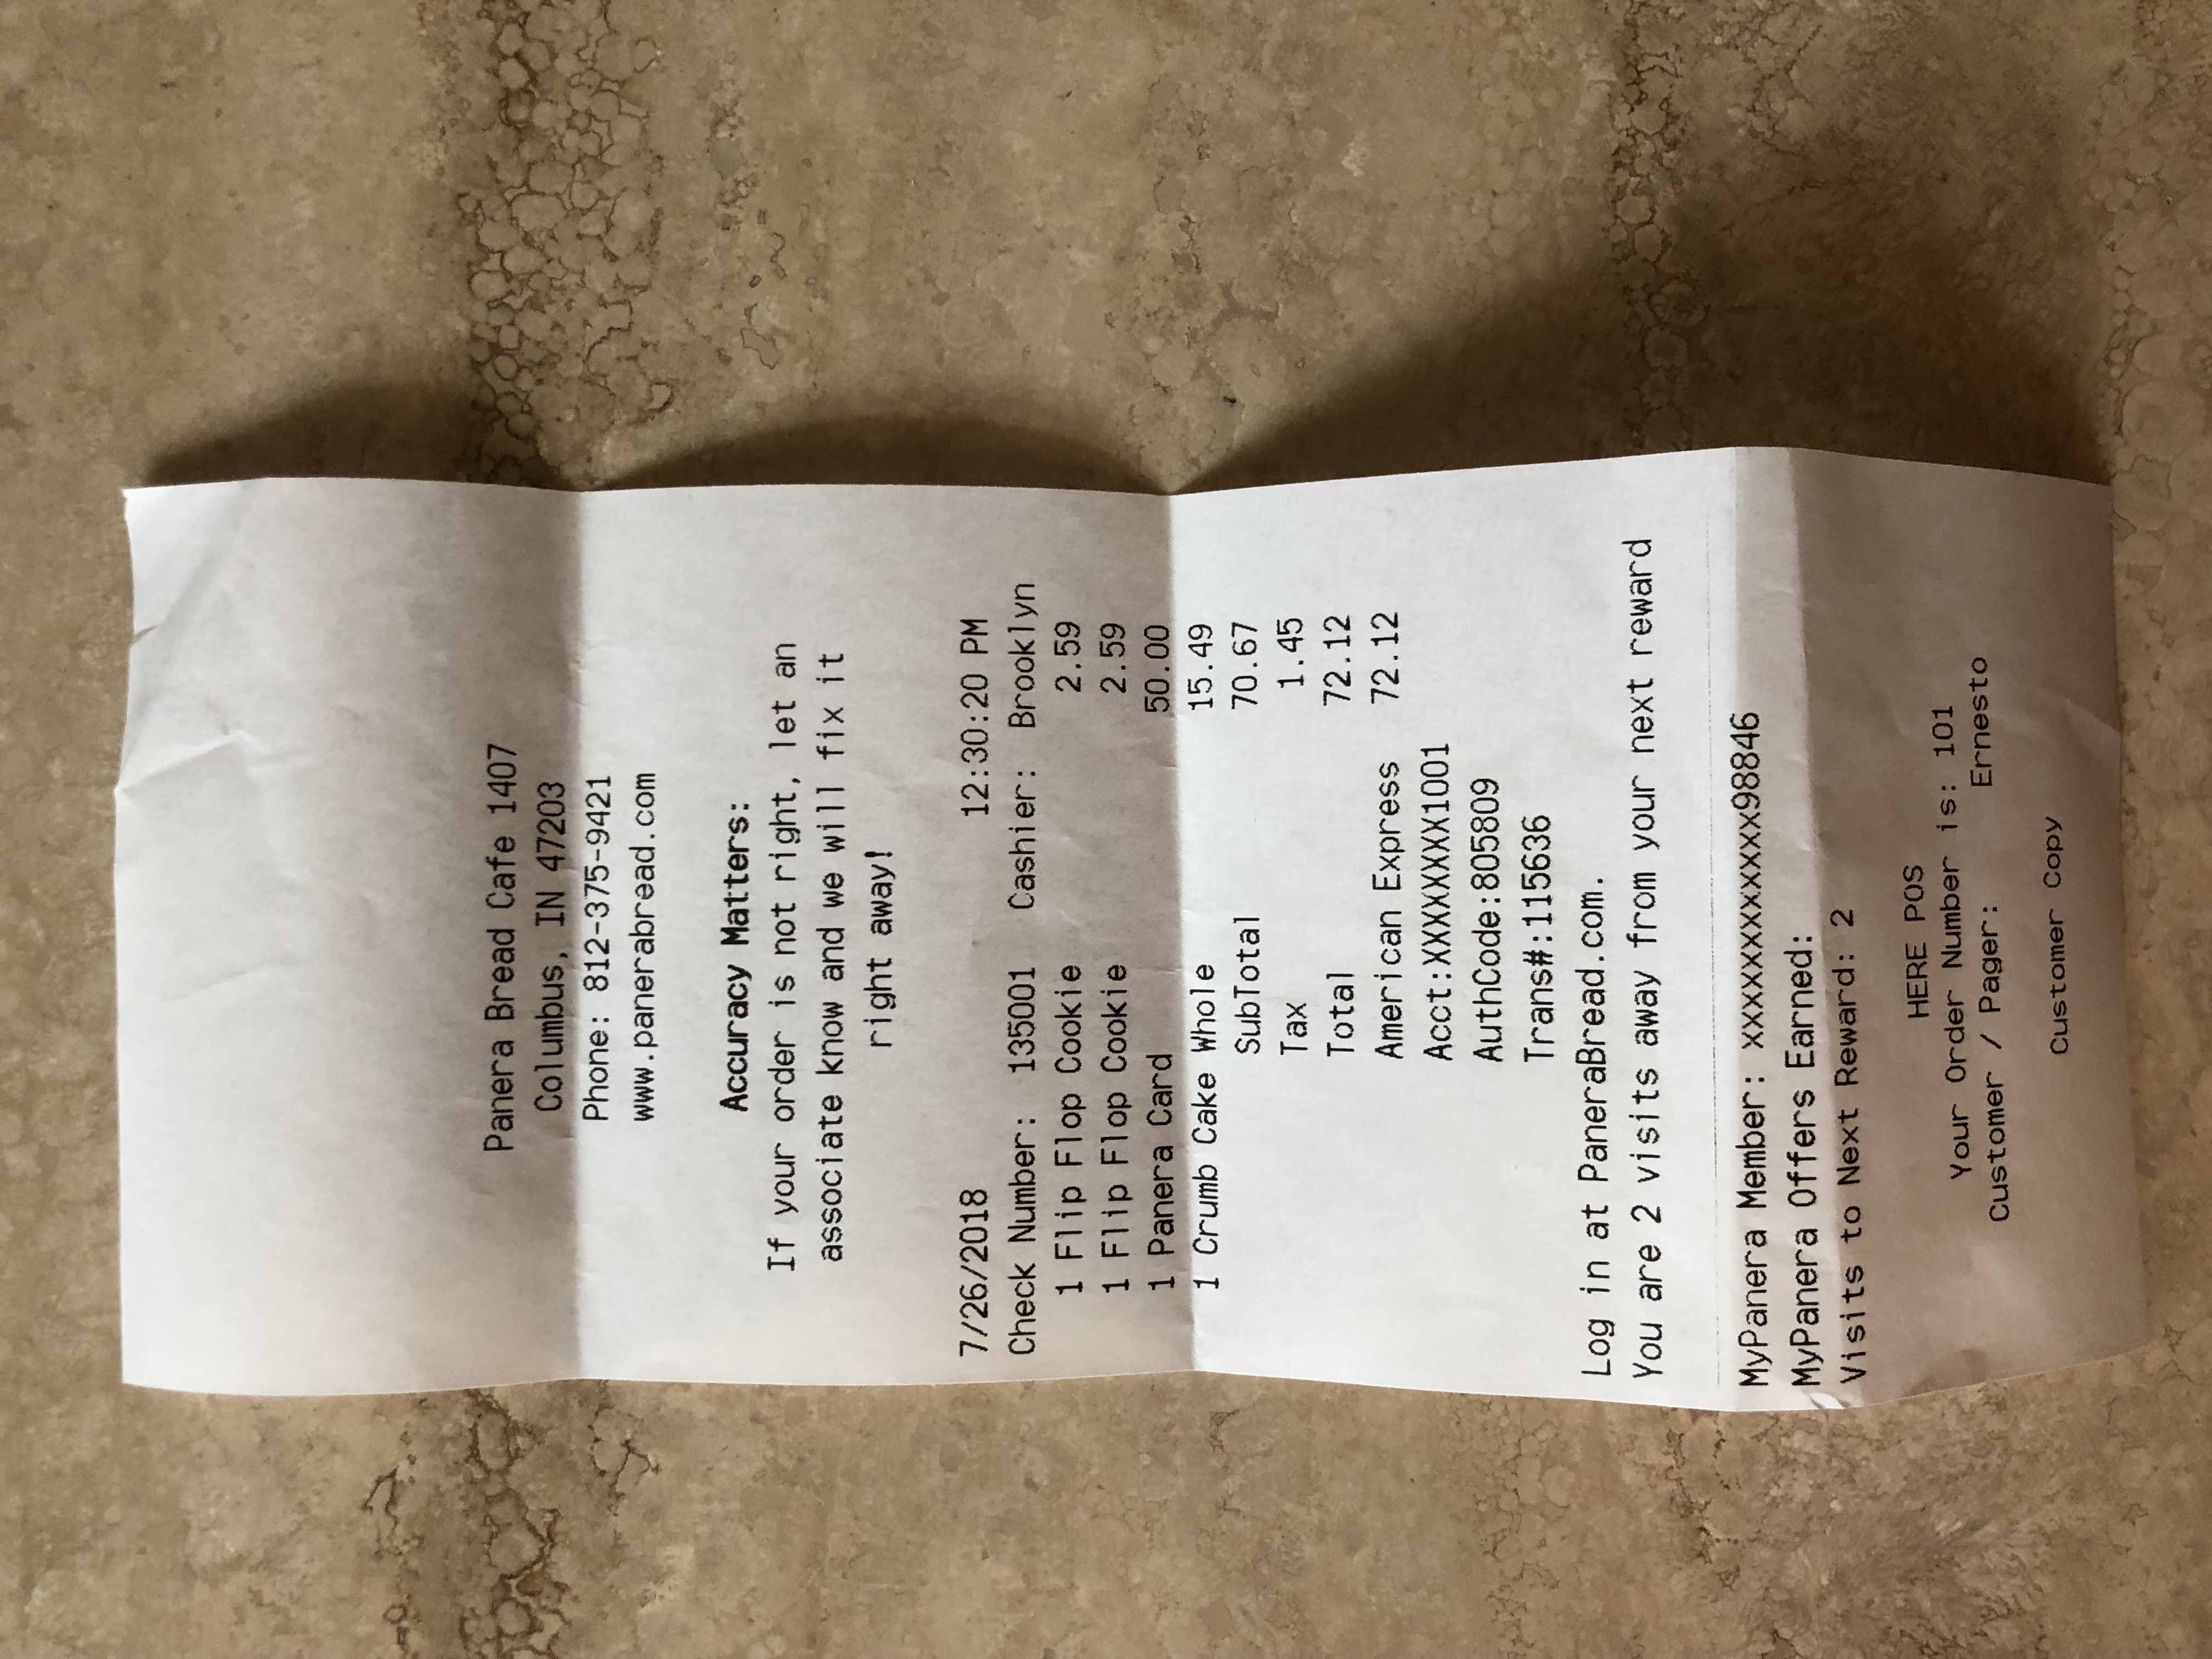 Panera Bread Cafe 1407
Columbus, IN 47203
Phone: 812-375-9421
www.panerabread.com
Accuracy Matters:
If your order is not right, let an
associate know and we will fix it
right away!
7/26/2018 12:30:20 PM
Check Number: 135001 Cashier: Brooklyn
1 Flip Flop Cookie 2.59
1 Flip Flop Cookie 2.59
1 Panera Card 50.00
1 Crumb Cake Whole 15.49
SubTotal 70.67
Tax 1.45
Total 72.12
American Express 72.12
Acct:XXXXXXXX1001
AuthCode:805809
Trans#:115636
Log in at PaneraBread.com.
You are 2 visits away from your next reward
MyPanera Member: xxxxxxxxxxxxx98846
MyPanera Offers Earned:
Visits to Next Reward: 2
HERE POS
Your Order Number is: 101
Customer / Pager: Ernesto
Customer Copy